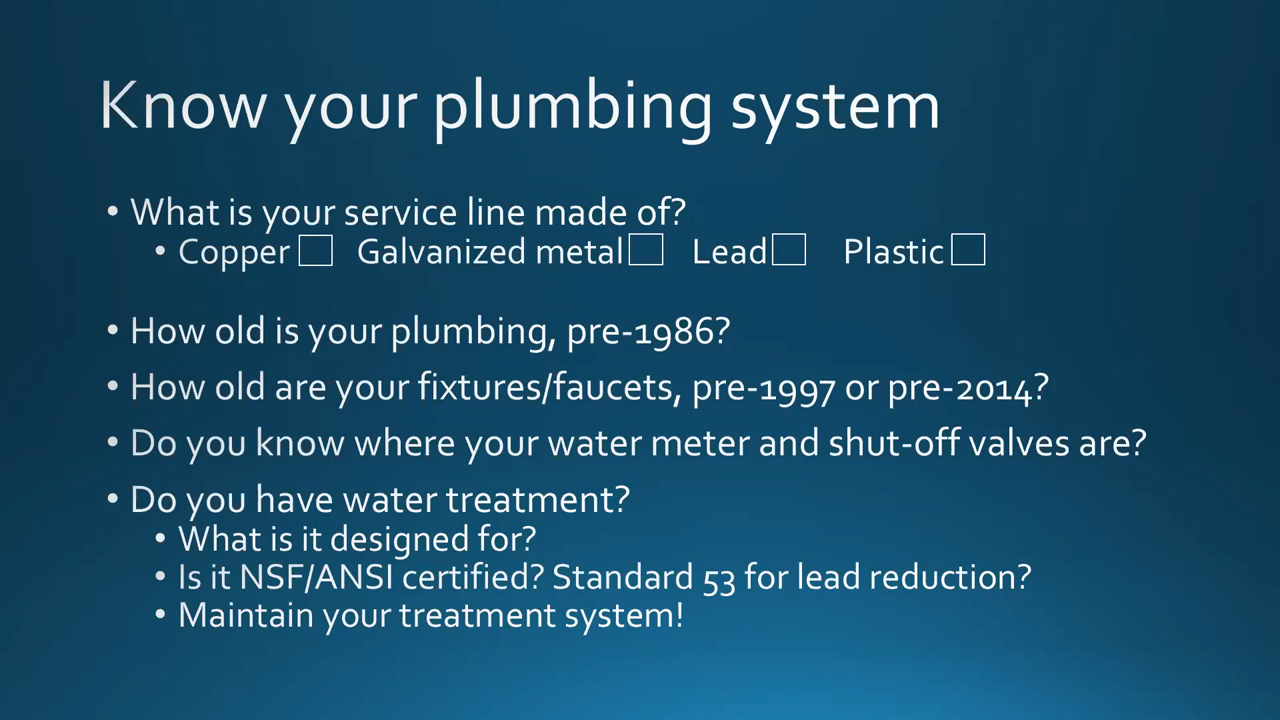 Know your plumbing system
• What is your service line made of?
• Copper □ Galvanized metal □ Lead □ Plastic □
• How old is your plumbing, pre-1986?
• How old are your fixtures/faucets, pre-1997 or pre-2014?
• Do you know where your water meter and shut-off valves are?
• Do you have water treatment?
• What is it designed for?
• Is it NSF/ANSI certified? Standard 53 for lead reduction?
• Maintain your treatment system!